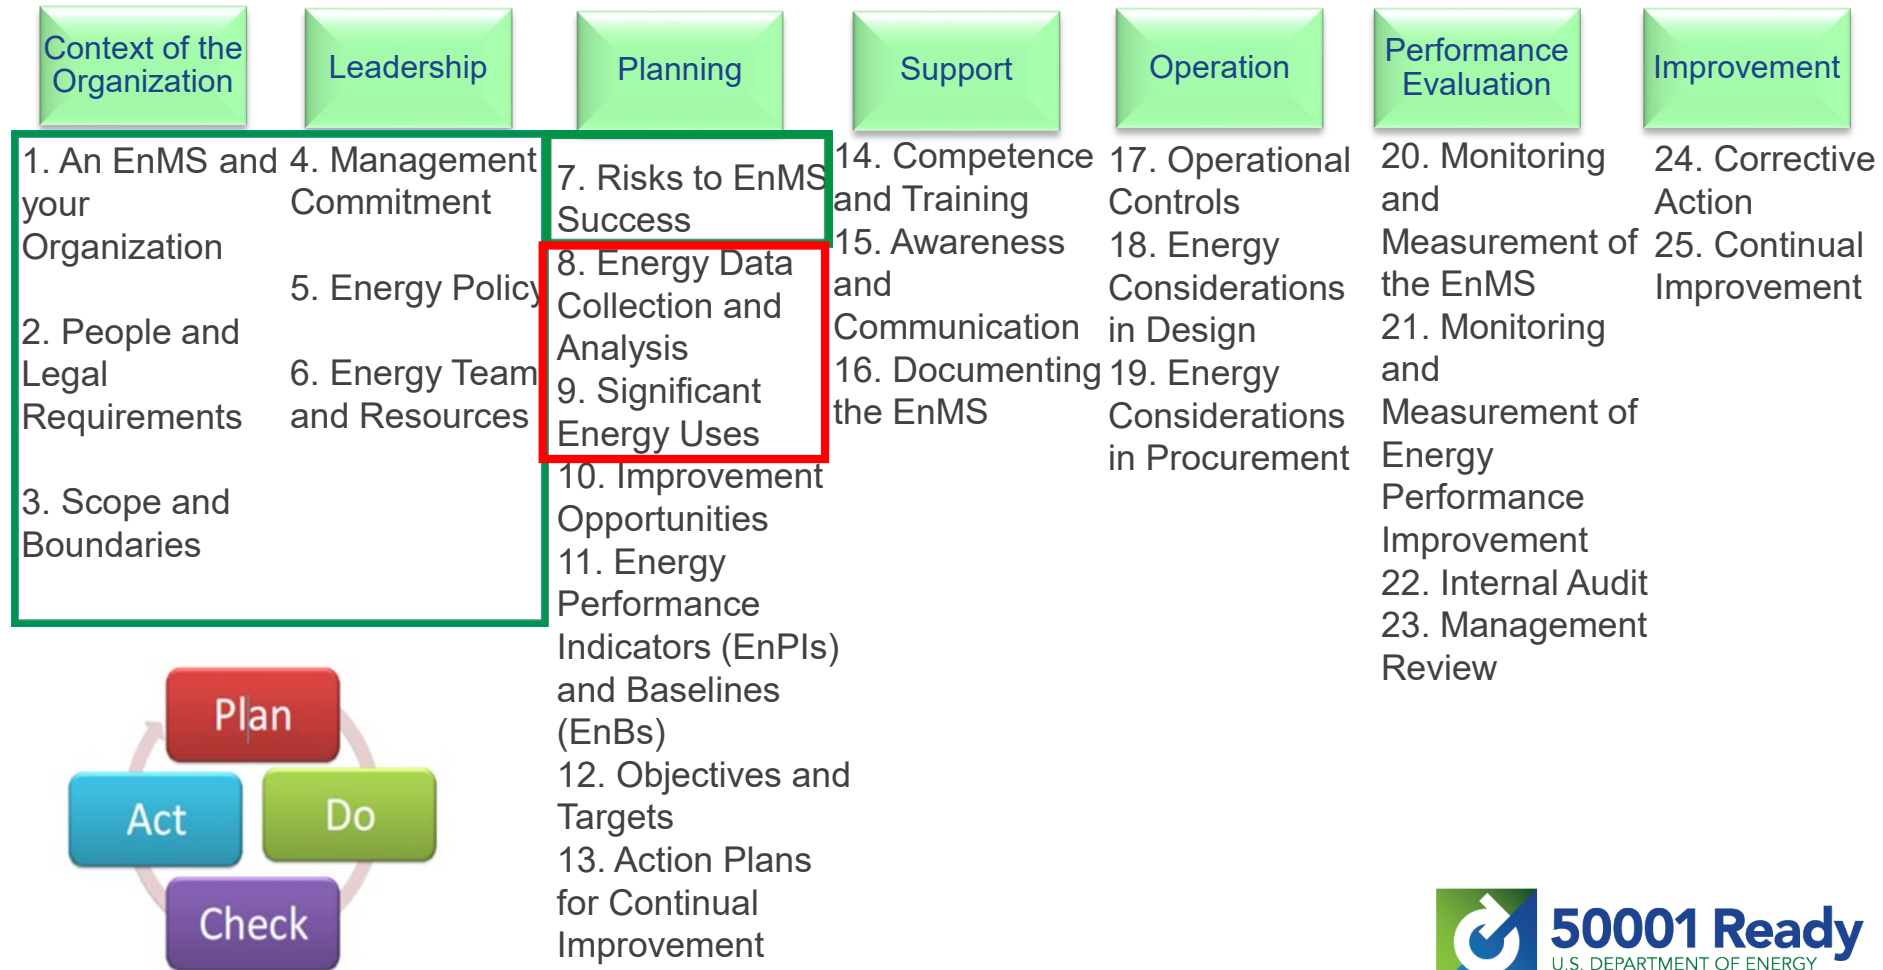 Context of the
Organization
Leadership
Planning
Support
Operation
Performance
Evaluation
Improvement
1. An EnMS and
your
Organization
2. People and
Legal
Requirements
3. Scope and
Boundaries
4. Management
Commitment
5. Energy Policy
6. Energy Team
and Resources
7. Risks to EnMS
Success
8. Energy Data
Collection and
Analysis
9. Significant
Energy Uses
10. Improvement
Opportunities
11. Energy
Performance
Indicators (EnPIs)
and Baselines
(EnBs)
12. Objectives and
Targets
13. Action Plans
for Continual
Improvement
14. Competence
and Training
15. Awareness
and
Communication
16. Documenting
the EnMS
17. Operational
Controls
18. Energy
Considerations
in Design
19. Energy
Considerations
in Procurement
20. Monitoring
and
Measurement of
the EnMS
21. Monitoring
and
Measurement of
Energy
Performance
Improvement
22. Internal Audit
23. Management
Review
24. Corrective
Action
25. Continual
Improvement
Plan
Act
Do
Check
50001 Ready
U.S. DEPARTMENT OF ENERGY